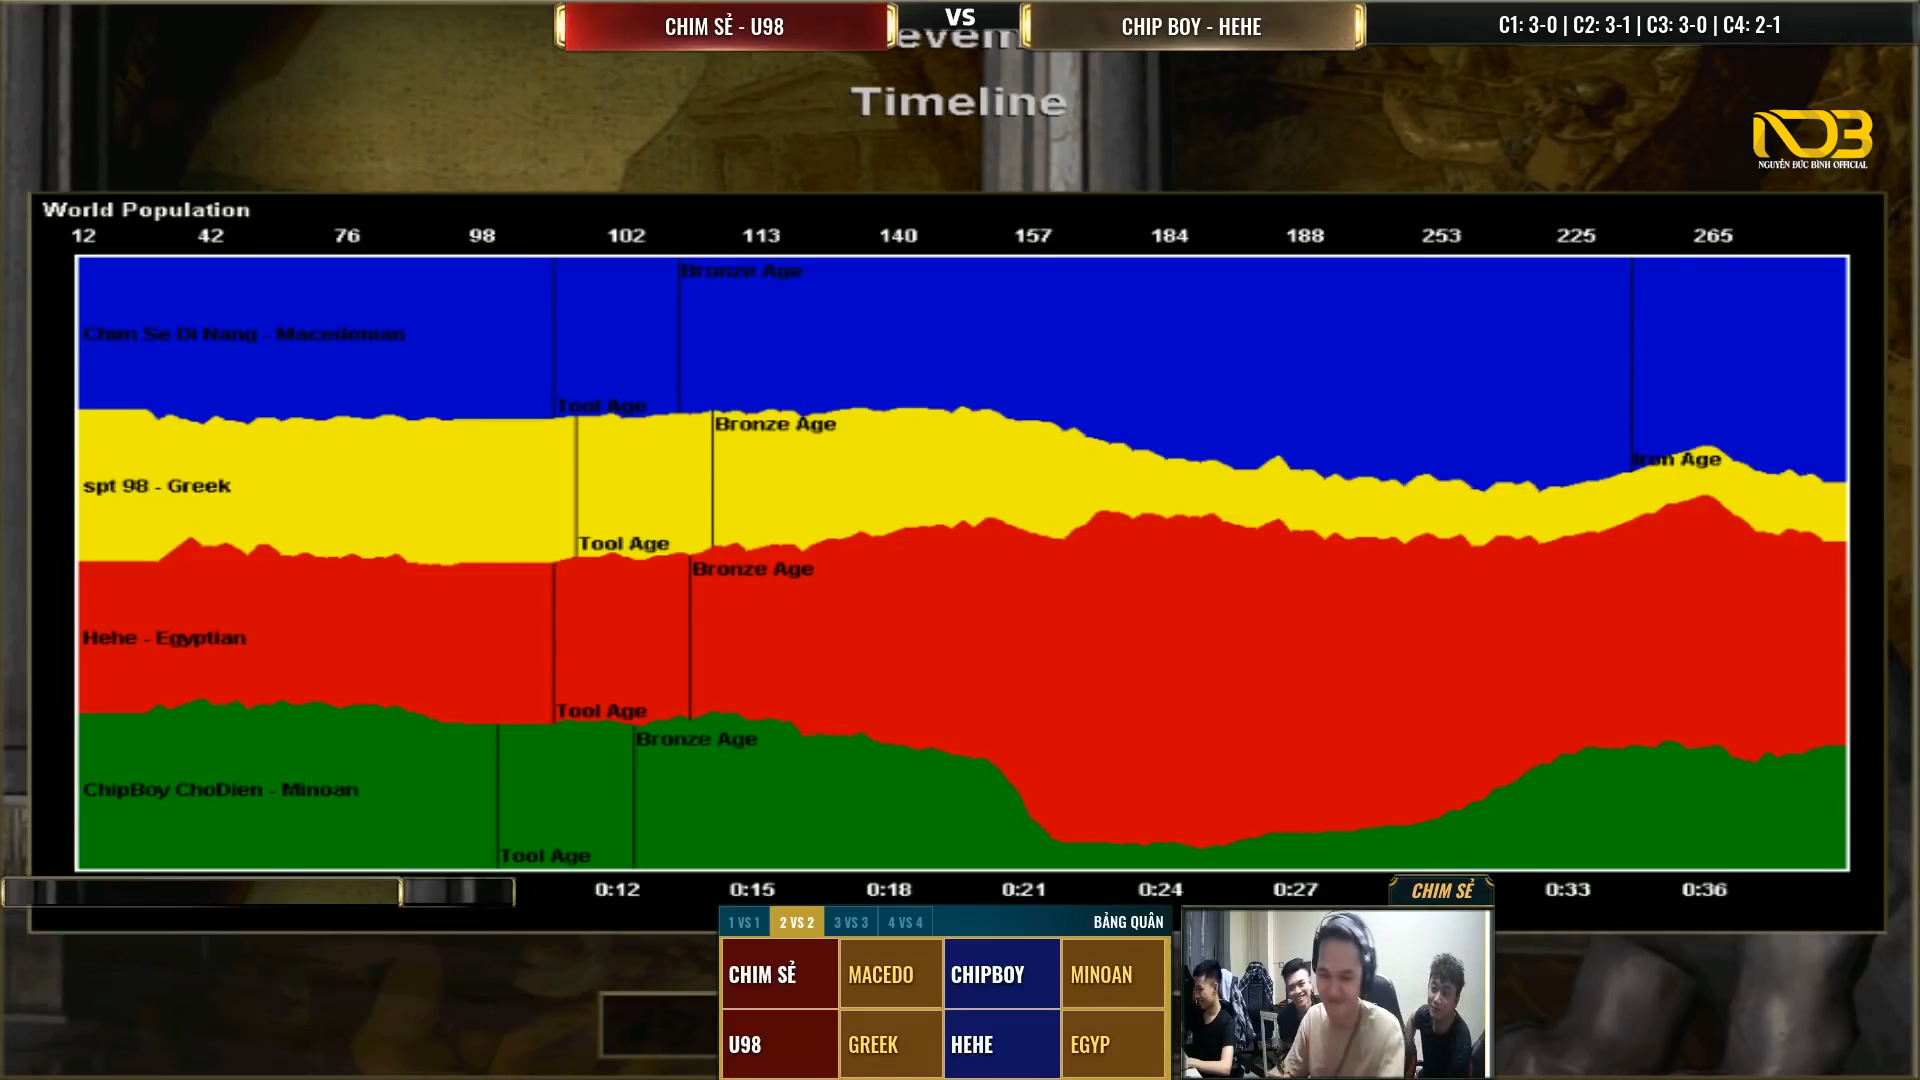 CHIM SẺ - U98
VS
CHIP BOY - HEHE
C1: 3-0 | C2: 3-1 | C3: 3-0 | C4: 2-1
Timeline
NDB
NGUYỄN ĐỨC BÌNH OFFICIAL
World Population
12 42 76 98 102 113 140 157 184 188 253 225 265
Bronze Age
Chim Se Di Nang - Macedonian
Tool Age
Bronze Age
Iron Age
spt 98 - Greek
Tool Age
Bronze Age
Hehe - Egyptian
Tool Age
Bronze Age
ChipBoy ChoDien - Minoan
Tool Age
0:12 0:15 0:18 0:21 0:24 0:27 0:33 0:36
CHIM SẺ
1 VS 1 2 VS 2 3 VS 3 4 VS 4 BẢNG QUÂN
CHIM SẺ MACEDO CHIPBOY MINOAN
U98 GREEK HEHE EGYP